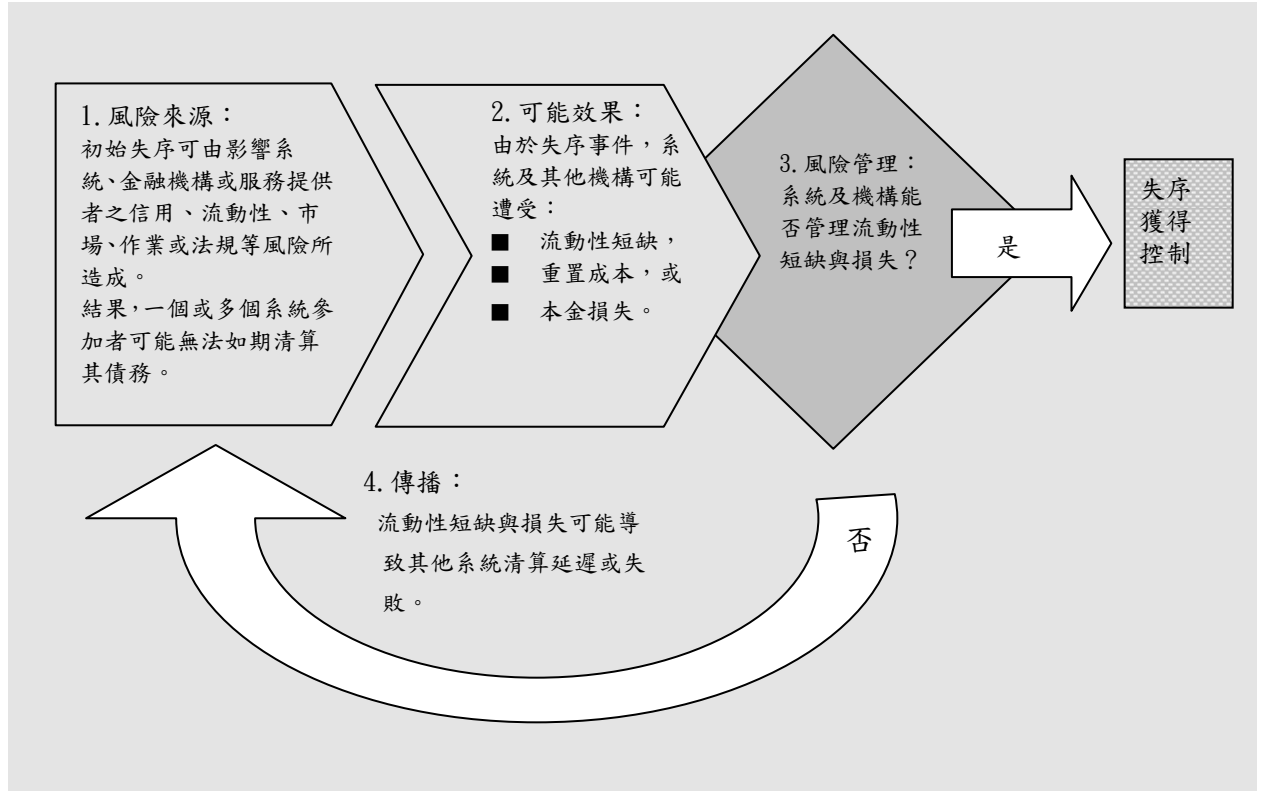 1.風險來源：
初始失序可由影響系
統、金融機構或服務提供
者之信用、流動性、市
場、作業或法規等風險所
造成。
結果，一個或多個系統參
加者可能無法如期清算
其債務。
2.可能效果：
由於失序事件，系
統及其他機構可能
遭受：
■ 流動性短缺，
■ 重置成本，或
■ 本金損失。
3.風險管理：
系統及機構能
否管理流動性
短缺與損失？
是
失序
獲得
控制
4.傳播：
流動性短缺與損失可能導
致其他系統清算延遲或失
敗。
否